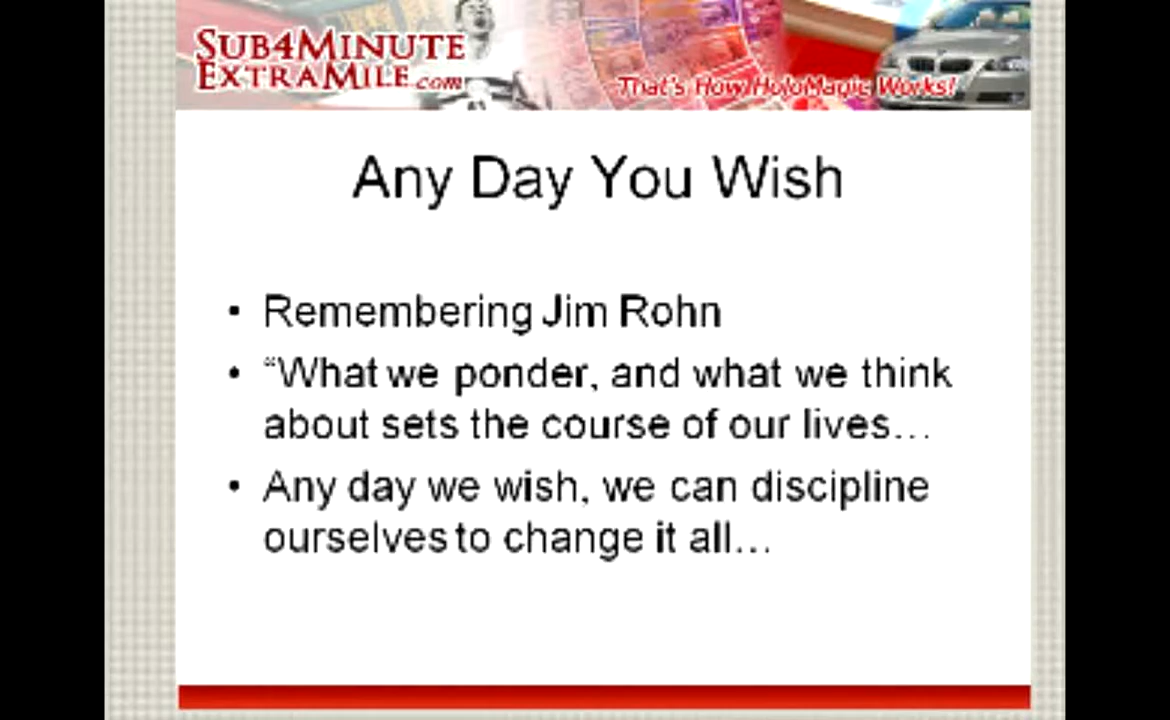 SUB4MINUTE
EXTRAMILE.com
That's How HoloMagic Works!
Any Day You Wish
• Remembering Jim Rohn
• “What we ponder, and what we think
about sets the course of our lives…
• Any day we wish, we can discipline
ourselves to change it all…